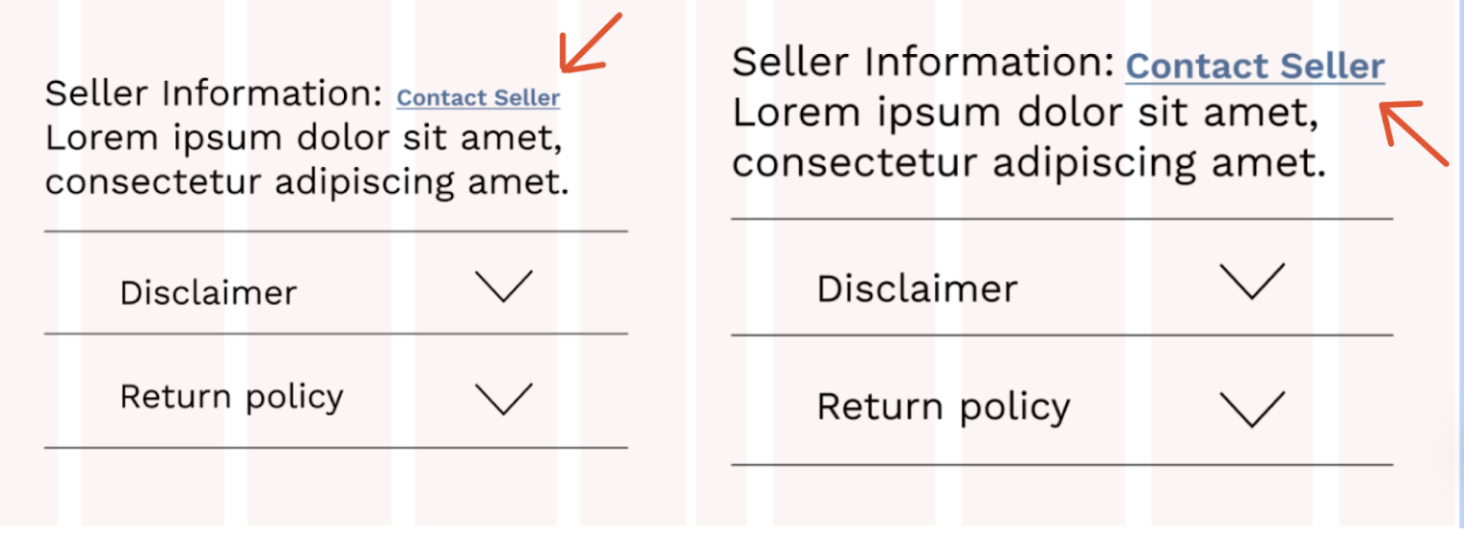 Seller Information: Contact Seller
Lorem ipsum dolor sit amet,
consectetur adipiscing amet.
Disclaimer
Return policy
Seller Information: Contact Seller
Lorem ipsum dolor sit amet,
consectetur adipiscing amet.
Disclaimer
Return policy